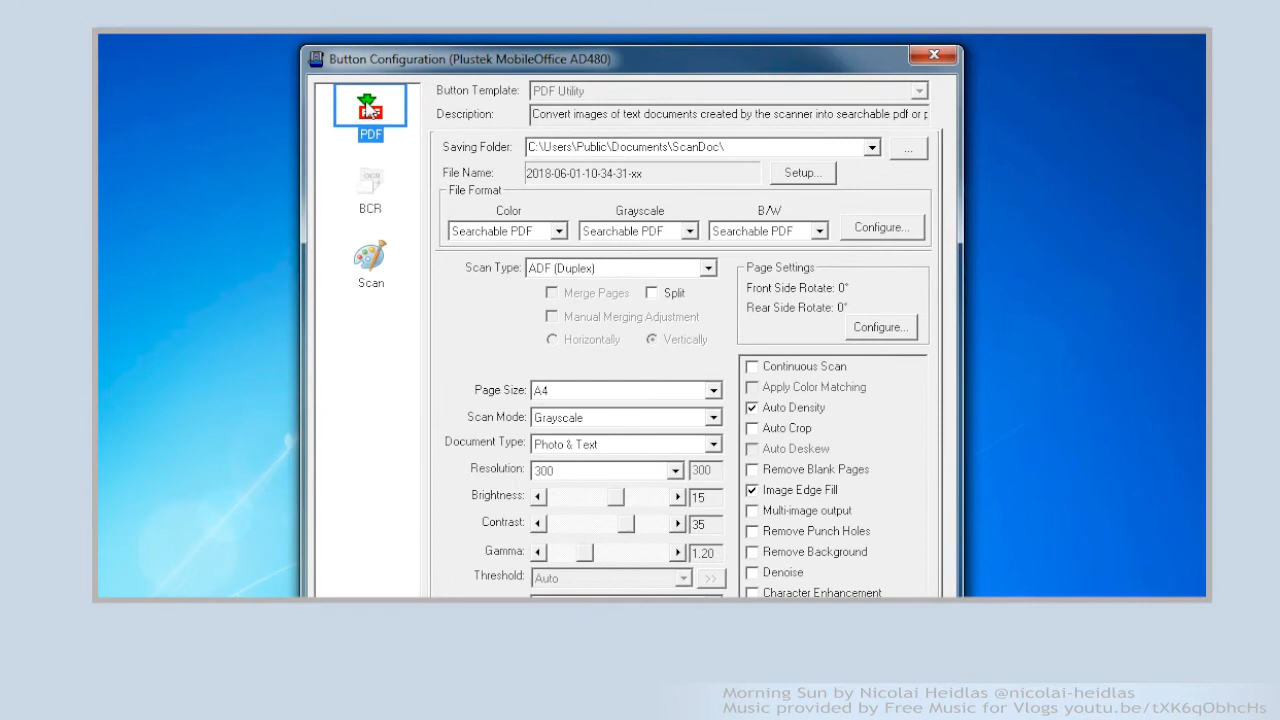 Button Configuration (Plustek MobileOffice AD480)
PDF
BCR
Scan
Button Template: PDF Utility
Description: Convert images of text documents created by the scanner into searchable pdf or p
Saving Folder: C:\Users\Public\Documents\ScanDoc\ ...
File Name: 2018-06-01-10-34-31-xx Setup...
File Format
Color Grayscale B/W
Searchable PDF Searchable PDF Searchable PDF Configure...
Scan Type: ADF (Duplex)
Merge Pages Split
Manual Merging Adjustment
Horizontally Vertically
Page Settings
Front Side Rotate: 0°
Rear Side Rotate: 0°
Configure...
Page Size: A4
Scan Mode: Grayscale
Document Type: Photo & Text
Resolution: 300 300
Brightness: 15
Contrast: 35
Gamma: 1.20
Threshold: Auto >>
Continuous Scan
Apply Color Matching
Auto Density
Auto Crop
Auto Deskew
Remove Blank Pages
Image Edge Fill
Multi-image output
Remove Punch Holes
Remove Background
Denoise
Character Enhancement
Morning Sun by Nicolai Heidlas @nicolai-heidlas
Music provided by Free Music for Vlogs youtu.be/tXK6qObhcHs